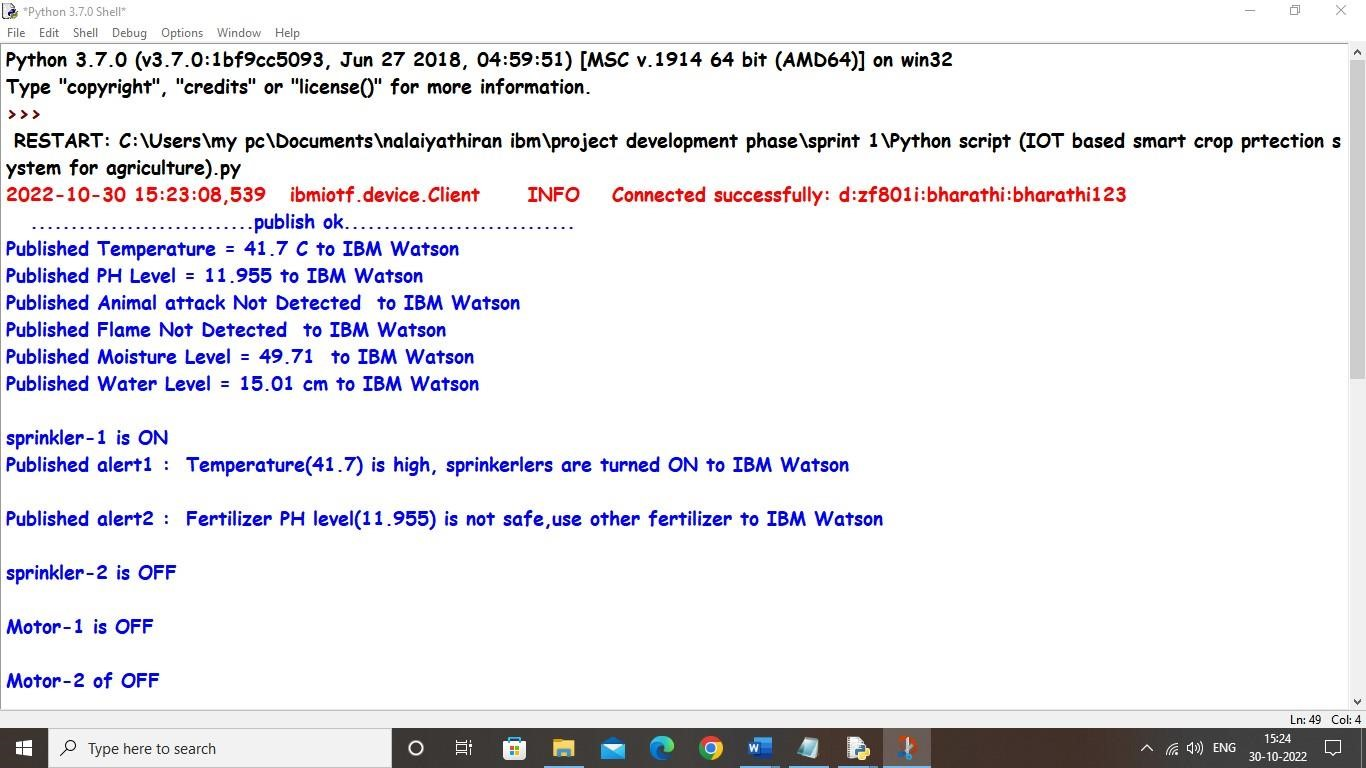 *Python 3.7.0 Shell*
File Edit Shell Debug Options Window Help
Python 3.7.0 (v3.7.0:1bf9cc5093, Jun 27 2018, 04:59:51) [MSC v.1914 64 bit (AMD64)] on win32
Type "copyright", "credits" or "license()" for more information.
>>>
RESTART: C:\Users\my pc\Documents\nalaiyathiran ibm\project development phase\sprint 1\Python script (IOT based smart crop prtection s
ystem for agriculture).py
2022-10-30 15:23:08,539 ibmiotf.device.Client INFO Connected successfully: d:zf801i:bharathi:bharathi123
............................publish ok.............................
Published Temperature = 41.7 C to IBM Watson
Published PH Level = 11.955 to IBM Watson
Published Animal attack Not Detected to IBM Watson
Published Flame Not Detected to IBM Watson
Published Moisture Level = 49.71 to IBM Watson
Published Water Level = 15.01 cm to IBM Watson
sprinkler-1 is ON
Published alert1 : Temperature(41.7) is high, sprinkerlers are turned ON to IBM Watson
Published alert2 : Fertilizer PH level(11.955) is not safe,use other fertilizer to IBM Watson
sprinkler-2 is OFF
Motor-1 is OFF
Motor-2 of OFF
Ln: 49 Col: 4
Type here to search
ENG
15:24
30-10-2022